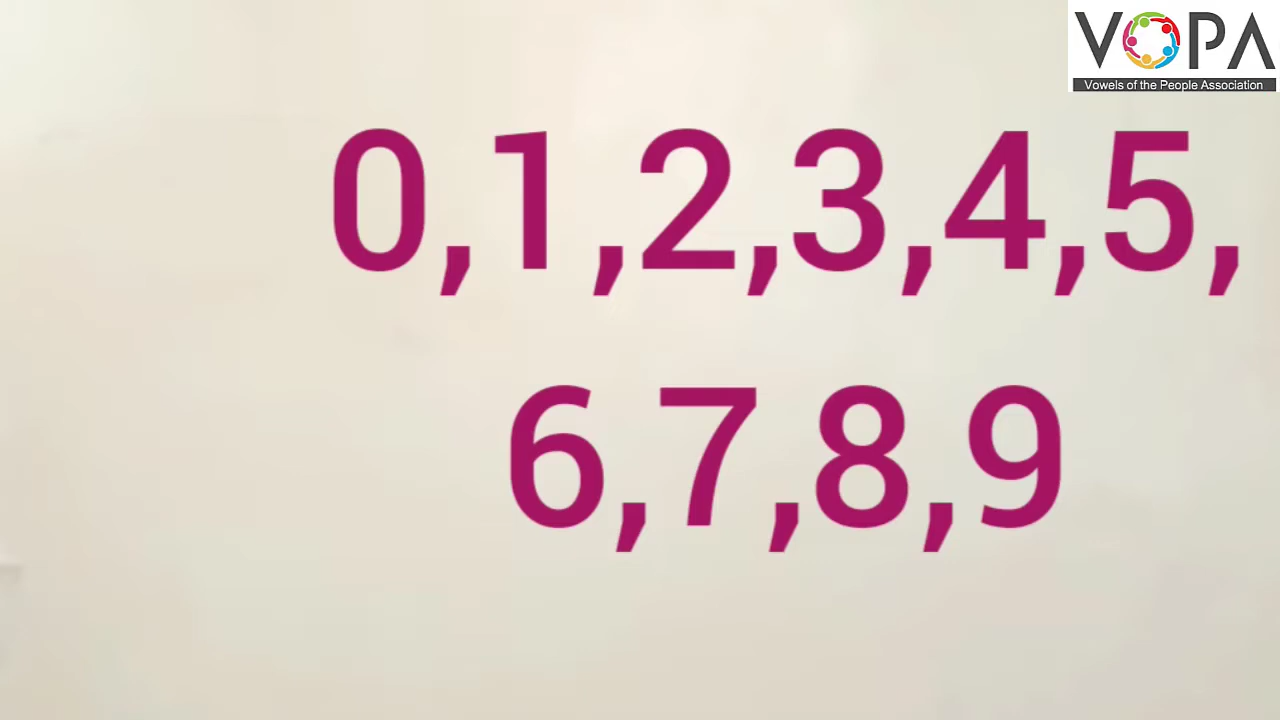 VOPA
Vowels of the People Association
0,1,2,3,4,5,
6,7,8,9